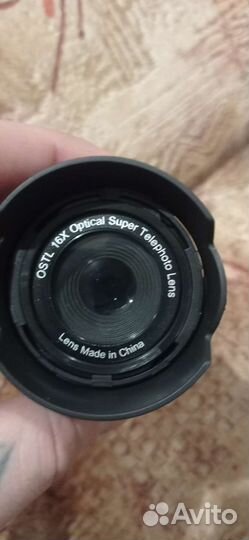 OSTL 16X Optical Super Telephoto Lens
Lens Made in China
Avito